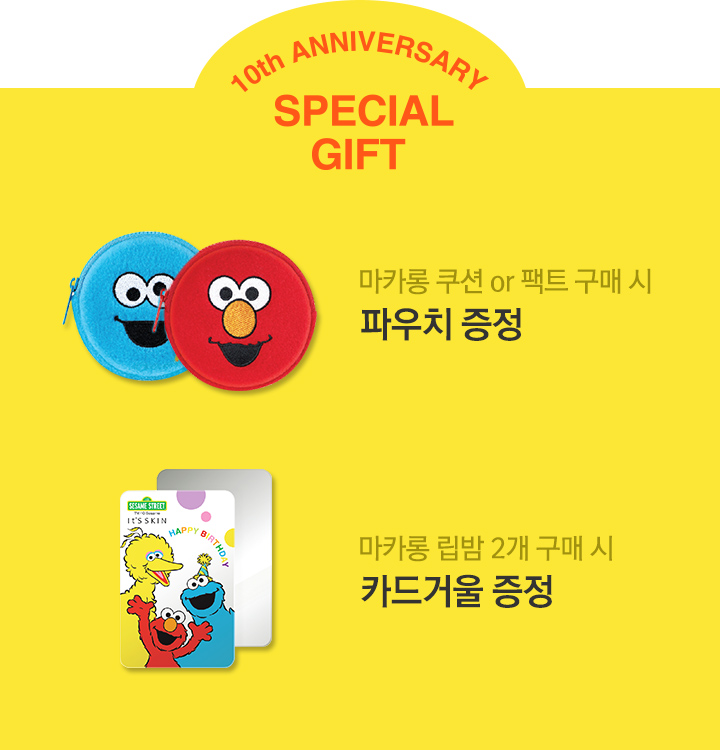 10th ANNIVERSARY
SPECIAL
GIFT
마카롱 쿠션 or 팩트 구매 시
파우치 증정
SESAME STREET
It'S SKIN
HAPPY BIRTHDAY
마카롱 립밤 2개 구매 시
카드거울 증정